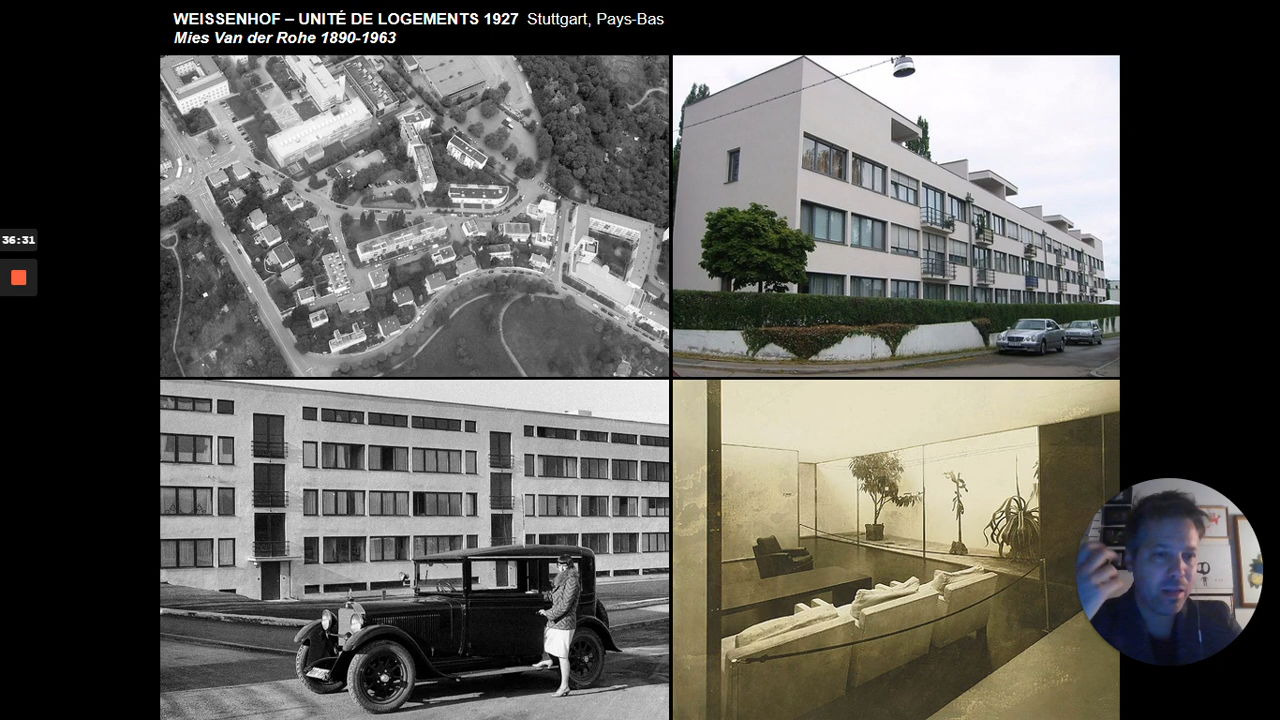 WEISSENHOF – UNITÉ DE LOGEMENTS 1927 Stuttgart, Pays-Bas
Mies Van der Rohe 1890-1963
36:31